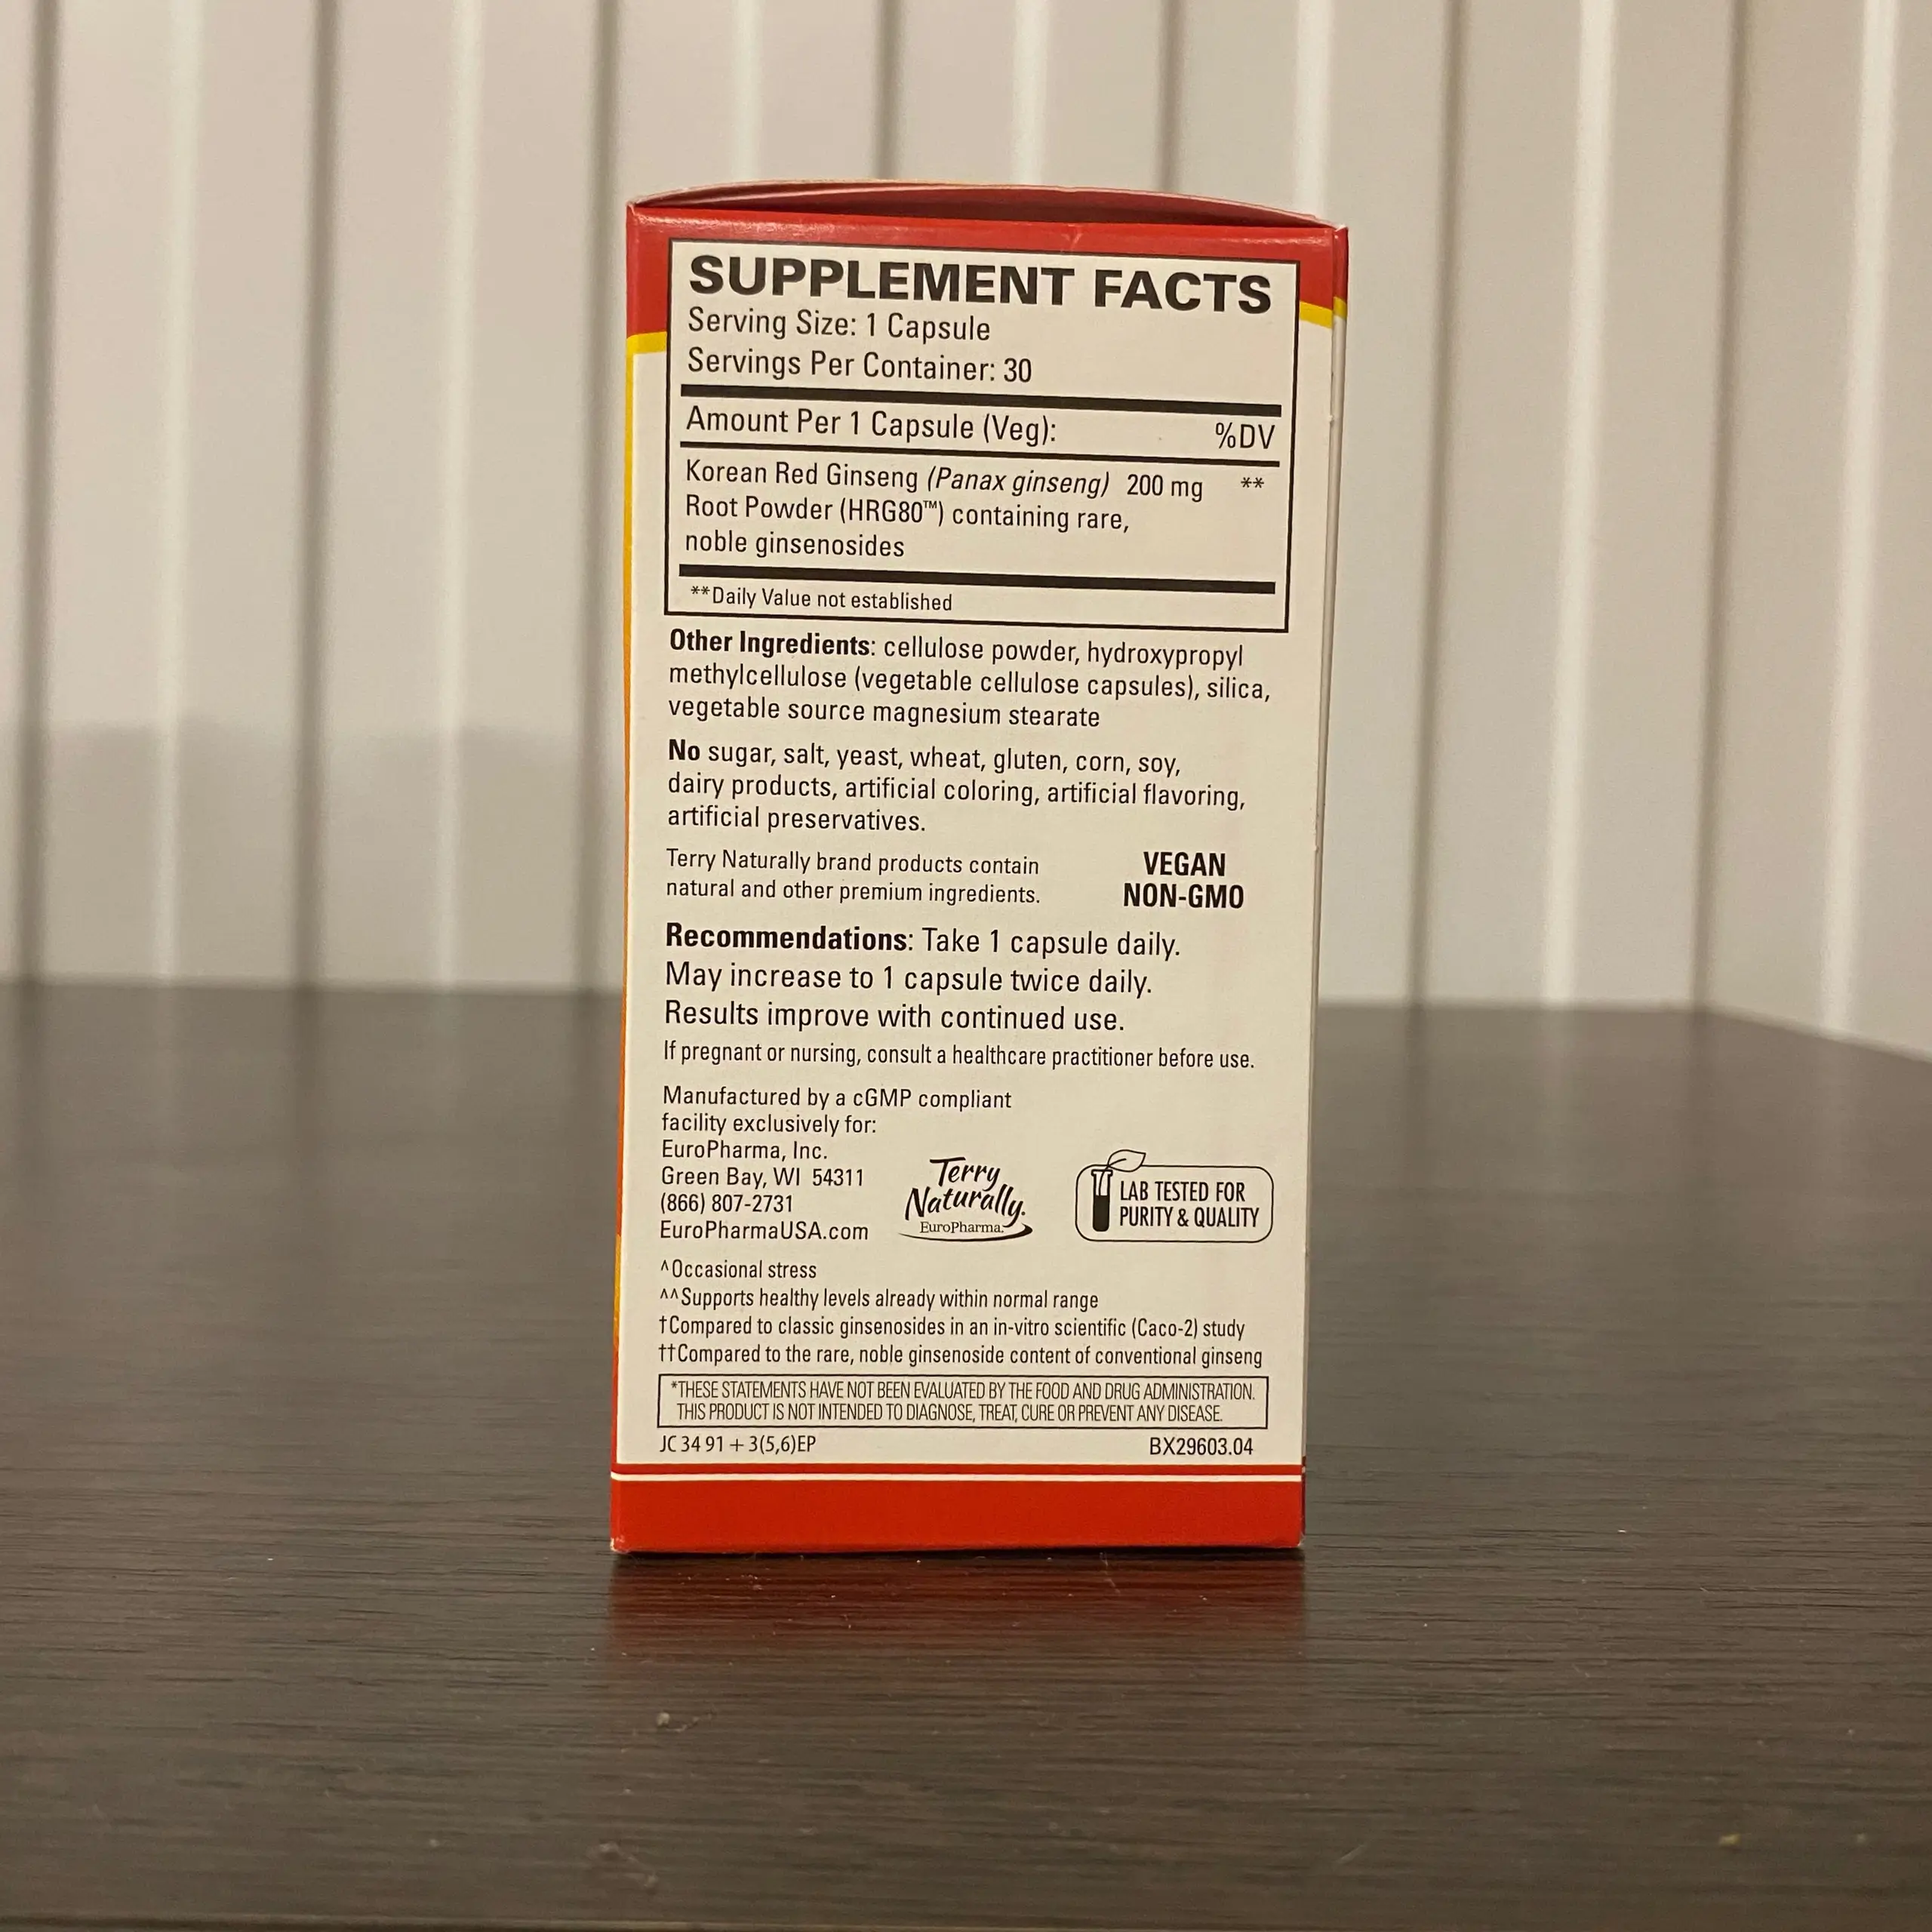 SUPPLEMENT FACTS
Serving Size: 1 Capsule
Servings Per Container: 30
Amount Per 1 Capsule (Veg): %DV
Korean Red Ginseng (Panax ginseng) 200 mg **
Root Powder (HRG80™) containing rare,
noble ginsenosides
**Daily Value not established
Other Ingredients: cellulose powder, hydroxypropyl
methylcellulose (vegetable cellulose capsules), silica,
vegetable source magnesium stearate
No sugar, salt, yeast, wheat, gluten, corn, soy,
dairy products, artificial coloring, artificial flavoring,
artificial preservatives.
Terry Naturally brand products contain
natural and other premium ingredients.
VEGAN
NON-GMO
Recommendations: Take 1 capsule daily.
May increase to 1 capsule twice daily.
Results improve with continued use.
If pregnant or nursing, consult a healthcare practitioner before use.
Manufactured by a cGMP compliant
facility exclusively for:
EuroPharma, Inc.
Green Bay, WI 54311
(866) 807-2731
EuroPharmaUSA.com
Terry
Naturally.
EuroPharma.
LAB TESTED FOR
PURITY & QUALITY
^Occasional stress
^^Supports healthy levels already within normal range
†Compared to classic ginsenosides in an in-vitro scientific (Caco-2) study
††Compared to the rare, noble ginsenoside content of conventional ginseng
*THESE STATEMENTS HAVE NOT BEEN EVALUATED BY THE FOOD AND DRUG ADMINISTRATION.
THIS PRODUCT IS NOT INTENDED TO DIAGNOSE, TREAT, CURE OR PREVENT ANY DISEASE.
JC 34 91 + 3(5,6)EP BX29603.04